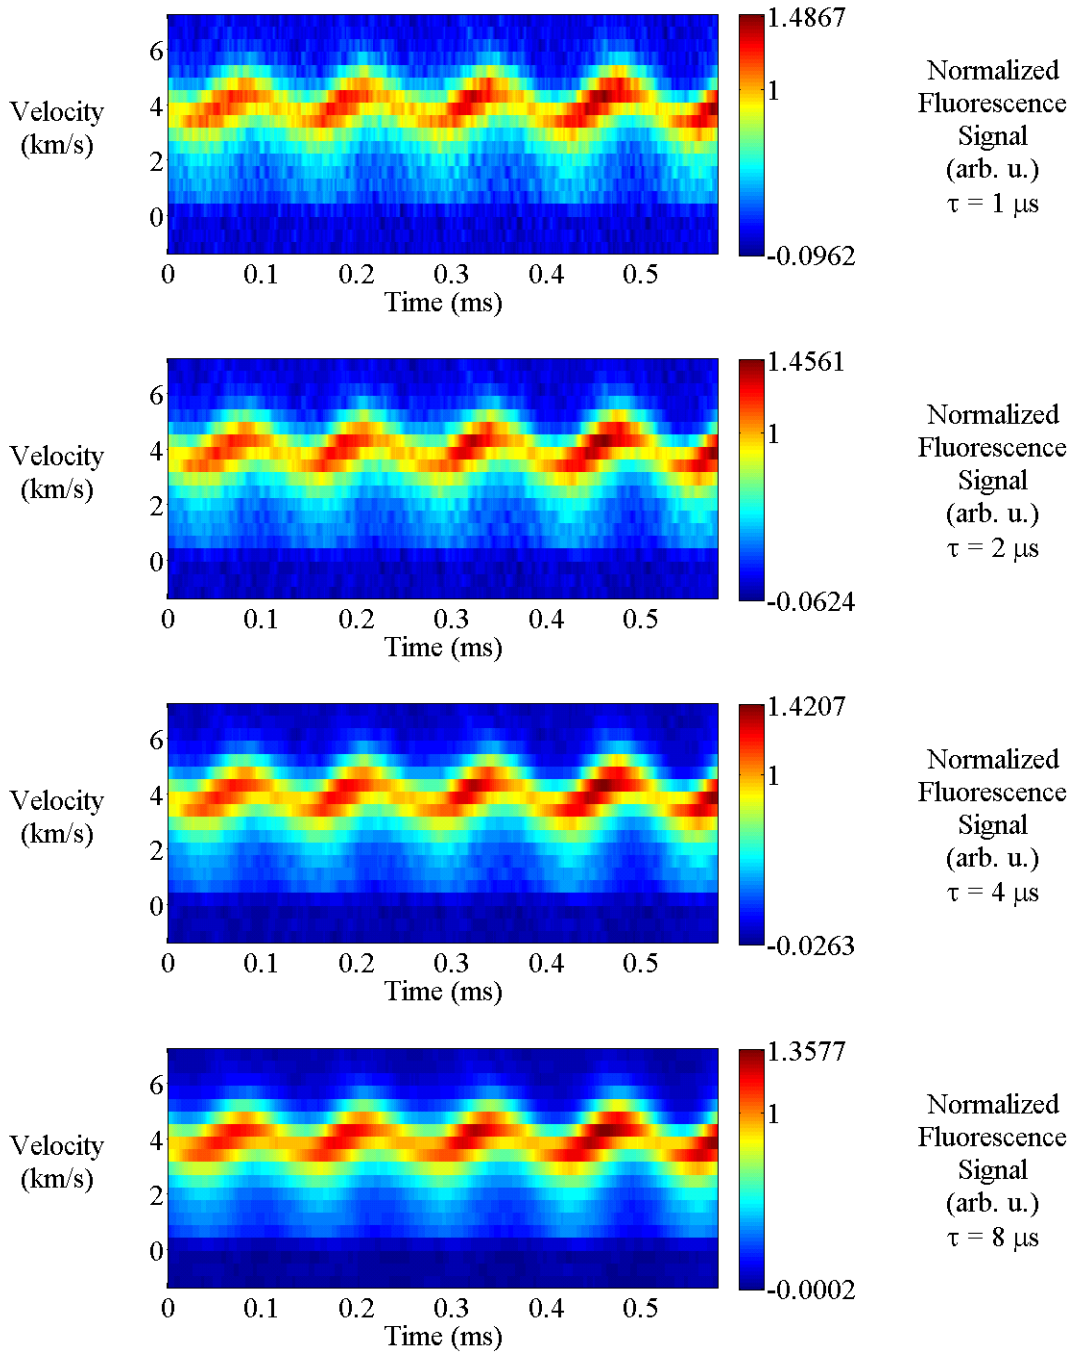 1.4867
6
Normalized
1
Fluorescence
Velocity
4
Signal
(km/s)
2
(arb. u.)
τ = 1 μs
0
-0.0962
0 0.1 0.2 0.3 0.4 0.5
Time (ms)
1.4561
6
Normalized
1
Fluorescence
Velocity
4
Signal
(km/s)
2
(arb. u.)
τ = 2 μs
0
-0.0624
0 0.1 0.2 0.3 0.4 0.5
Time (ms)
1.4207
6
Normalized
1
Fluorescence
Velocity
4
Signal
(km/s)
2
(arb. u.)
τ = 4 μs
0
-0.0263
0 0.1 0.2 0.3 0.4 0.5
Time (ms)
1.3577
6
Normalized
1
Fluorescence
Velocity
4
Signal
(km/s)
2
(arb. u.)
τ = 8 μs
0
-0.0002
0 0.1 0.2 0.3 0.4 0.5
Time (ms)